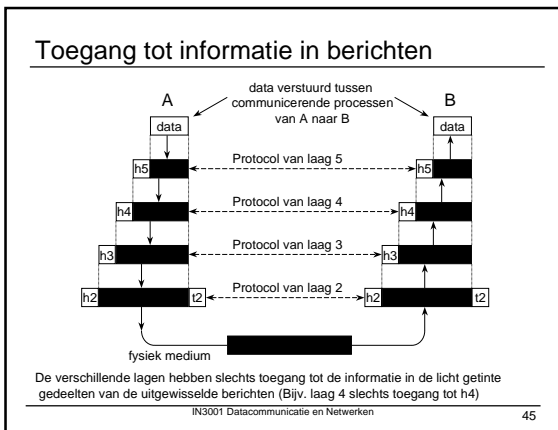 Toegang tot informatie in berichten
data verstuurd tussen
communicerende processen
van A naar B
A
B
data
data
h5
Protocol van laag 5
h5
h4
Protocol van laag 4
h4
h3
Protocol van laag 3
h3
h2
t2
Protocol van laag 2
h2
t2
fysiek medium
De verschillende lagen hebben slechts toegang tot de informatie in de licht getinte
gedeelten van de uitgewisselde berichten (Bijv. laag 4 slechts toegang tot h4)
IN3001 Datacommunicatie en Netwerken
45